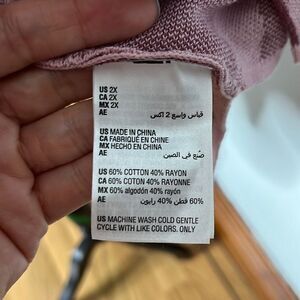 US 2X
CA 2X
MX 2X
AE قياس واسع 2 اكس
US MADE IN CHINA
CA FABRIQUÉ EN CHINE
MX HECHO EN CHINA
AE صُنع في الصين
US 60% COTTON 40% RAYON
CA 60% COTON 40% RAYONNE
MX 60% algodón 40% rayón
AE 60% قطن 40% رايون
US MACHINE WASH COLD GENTLE
CYCLE WITH LIKE COLORS. ONLY